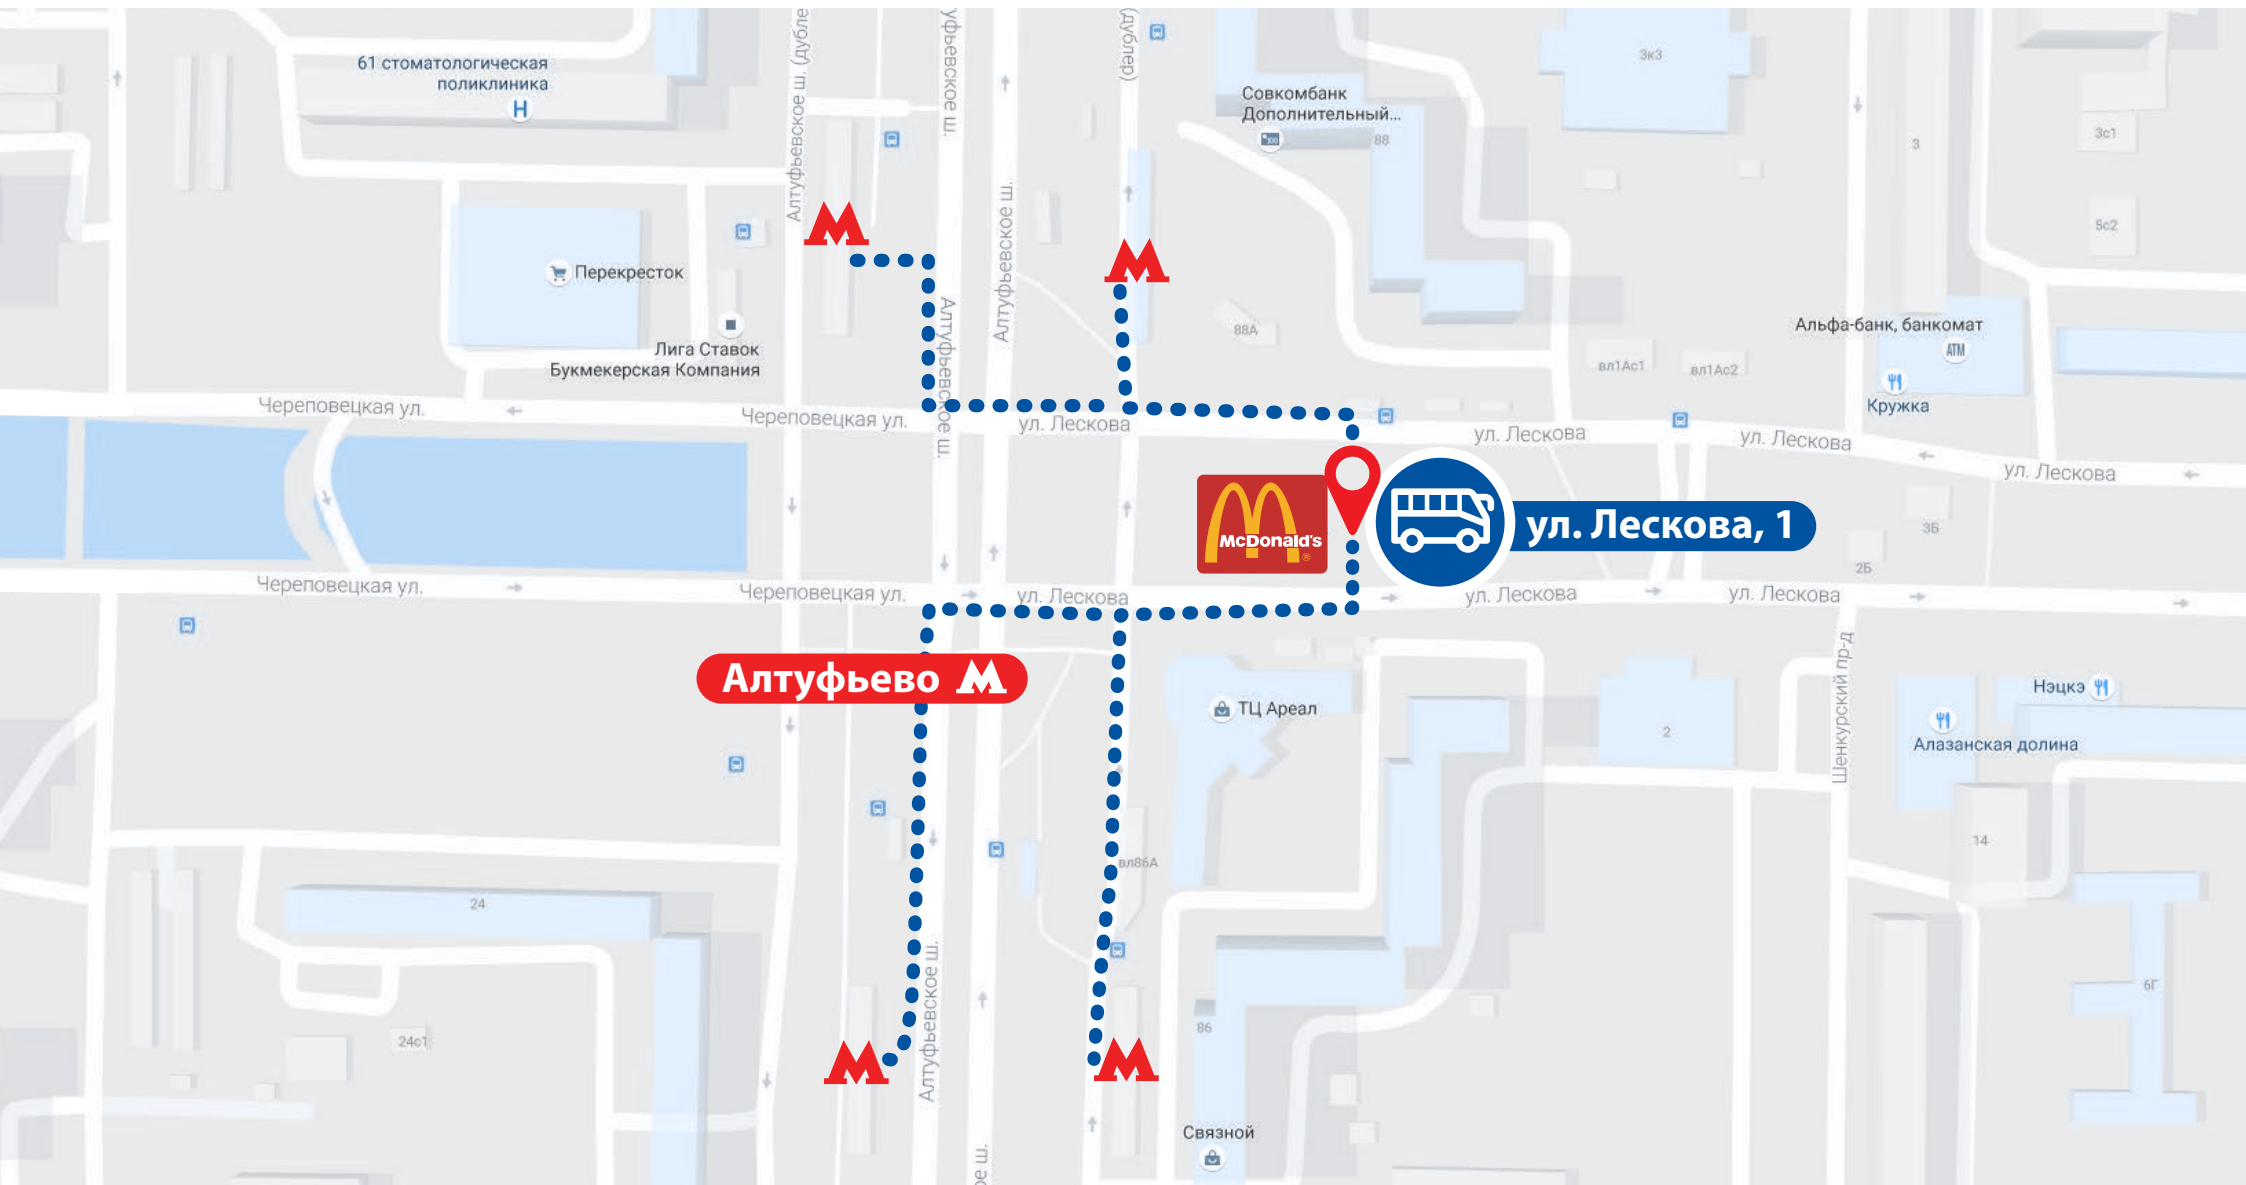 уфьевское ш.
(дублер)
Алтуфьевское ш. (дубле
61 стоматологическая
поликлиника
H
Совкомбанк
Дополнительный...
88
3к3
3
3с1
5с2
Перекресток
Алтуфьевское ш.
Алтуфьевское ш.
Лига Ставок
Букмекерская Компания
88А
вл1Ас1
вл1Ас2
Альфа-банк, банкомат
ATM
Кружка
Череповецкая ул.
Череповецкая ул.
ул. Лескова
ул. Лескова
ул. Лескова
ул. Лескова
McDonald's
®
ул. Лескова, 1
3Б
2Б
Череповецкая ул.
Череповецкая ул.
ул. Лескова
ул. Лескова
ул. Лескова
Алтуфьево М
ТЦ Ареал
2
Шенкурский пр-д
Нэцкэ
Алазанская долина
14
вл86А
24
Алтуфьевское ш.
86
6Г
24с1
Связной
ое ш.